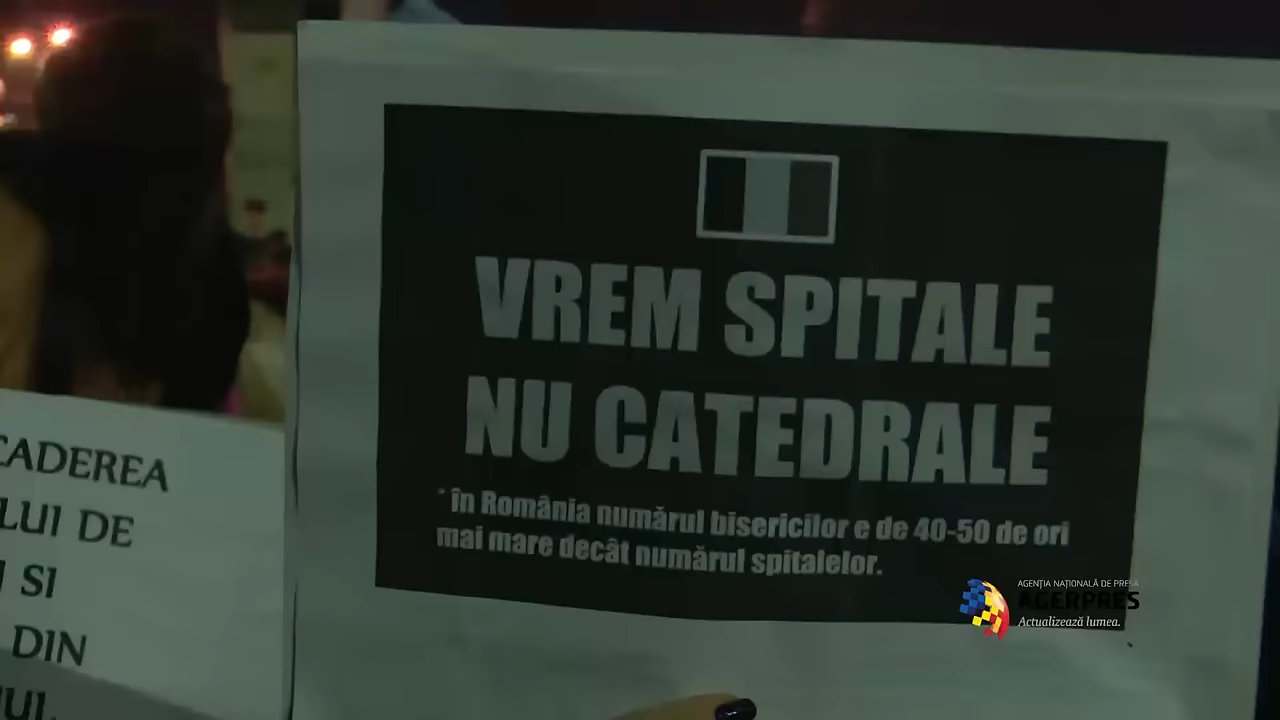 VREM SPITALE
NU CATEDRALE
* în România numărul bisericilor e de 40-50 de ori
mai mare decât numărul spitalelor.
CADEREA
LUI DE
SI
DIN
AGENȚIA NAȚIONALĂ DE PRESA
AGERPRES
Actualizează lumea.